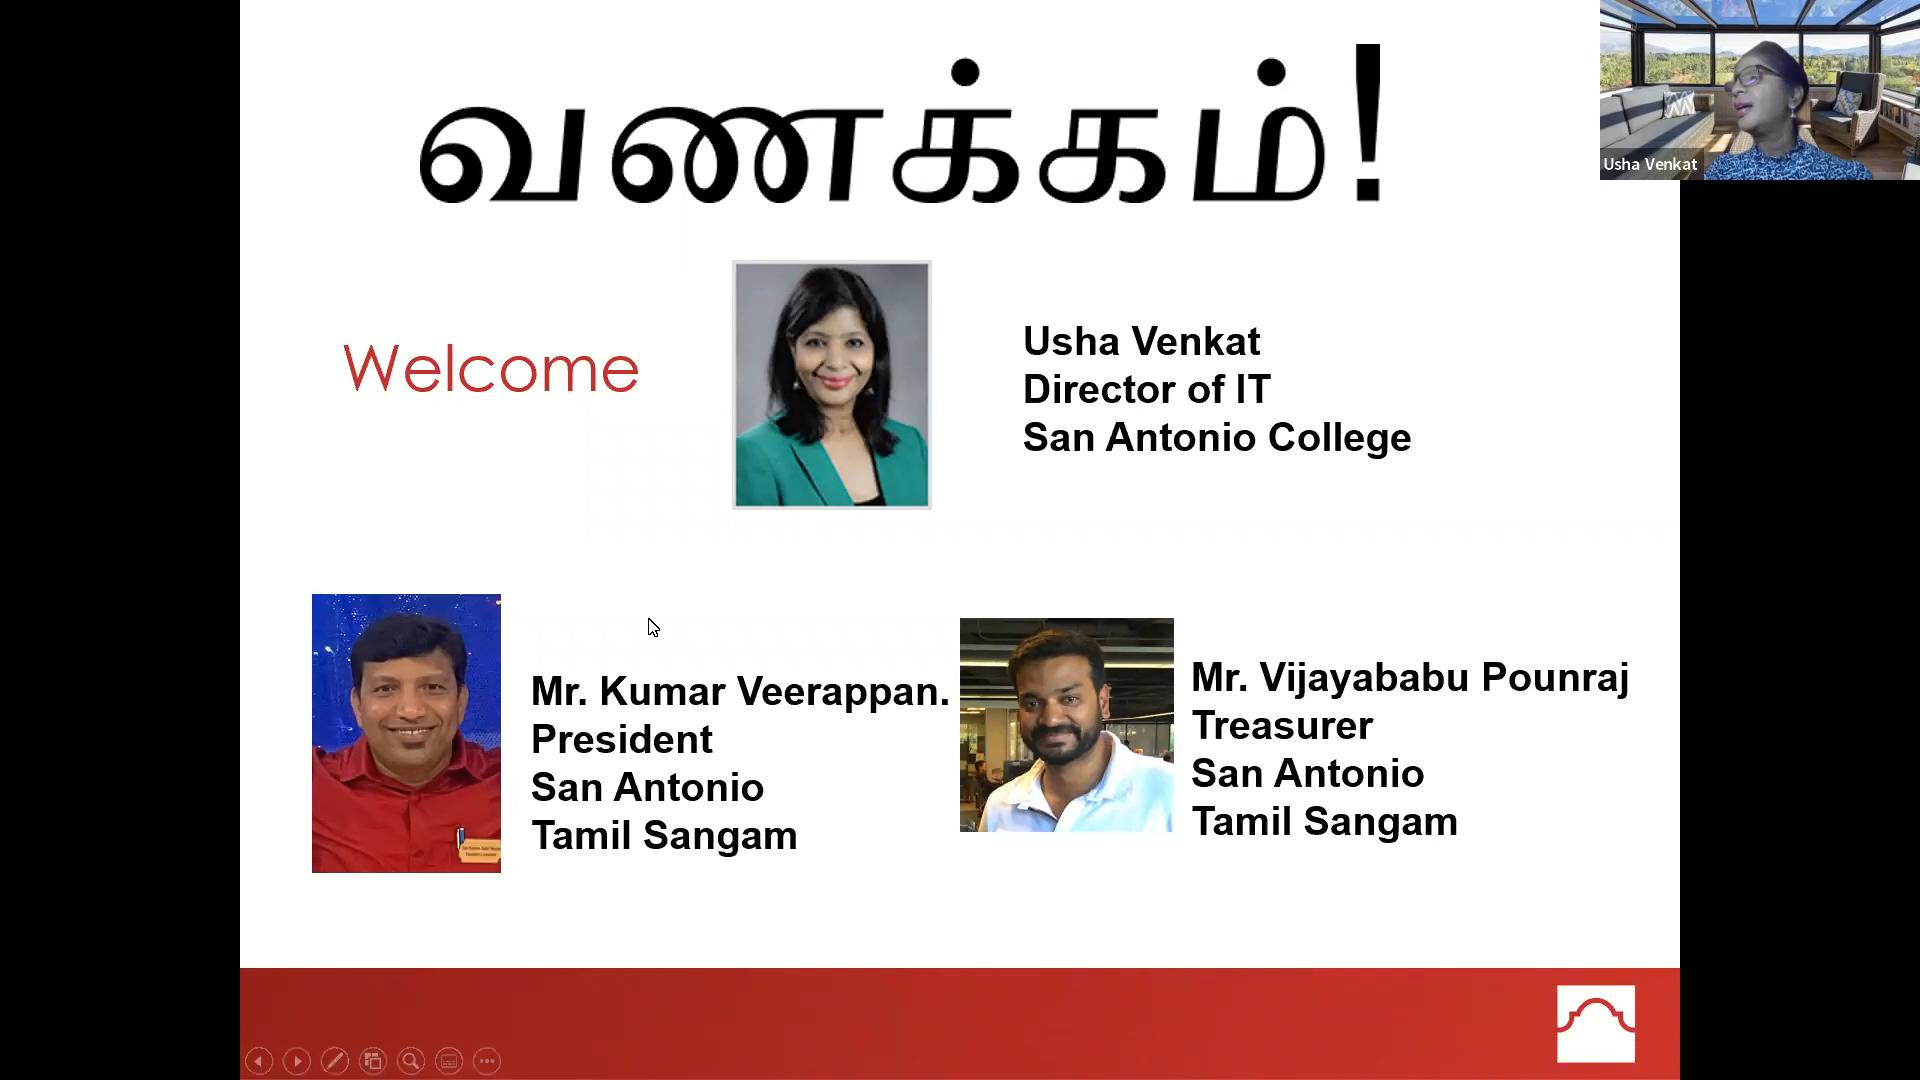 வணக்கம்!
Usha Venkat
Welcome
Usha Venkat
Director of IT
San Antonio College
Mr. Kumar Veerappan.
President
San Antonio
Tamil Sangam
Mr. Vijayababu Pounraj
Treasurer
San Antonio
Tamil Sangam